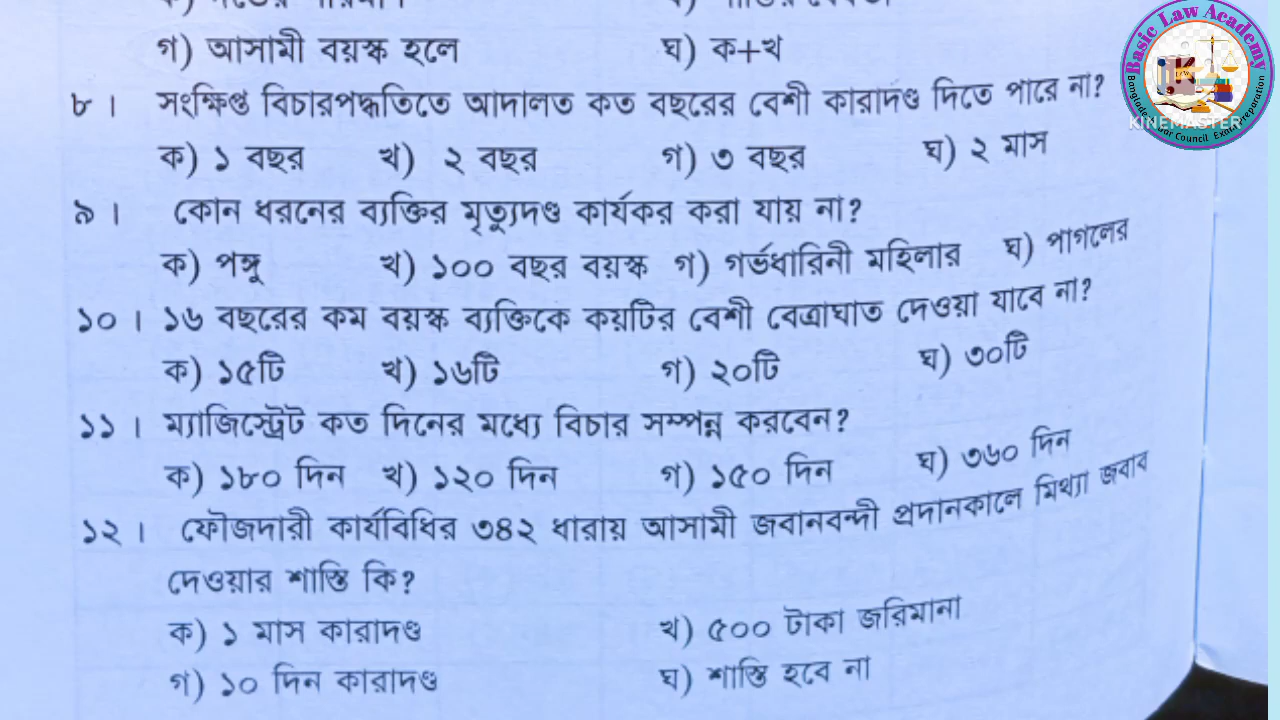 গ) আসামী বয়স্ক হলে ঘ) ক+খ
৮। সংক্ষিপ্ত বিচারপদ্ধতিতে আদালত কত বছরের বেশী কারাদণ্ড দিতে পারে না?
ক) ১ বছর খ) ২ বছর গ) ৩ বছর ঘ) ২ মাস
৯। কোন ধরনের ব্যক্তির মৃত্যুদণ্ড কার্যকর করা যায় না?
ক) পঙ্গু খ) ১০০ বছর বয়স্ক গ) গর্ভধারিনী মহিলার ঘ) পাগলের
১০। ১৬ বছরের কম বয়স্ক ব্যক্তিকে কয়টির বেশী বেত্রাঘাত দেওয়া যাবে না?
ক) ১৫টি খ) ১৬টি গ) ২০টি ঘ) ৩০টি
১১। ম্যাজিস্ট্রেট কত দিনের মধ্যে বিচার সম্পন্ন করবেন?
ক) ১৮০ দিন খ) ১২০ দিন গ) ১৫০ দিন ঘ) ৩৬০ দিন
১২। ফৌজদারী কার্যবিধির ৩৪২ ধারায় আসামী জবানবন্দী প্রদানকালে মিথ্যা জবাব
দেওয়ার শাস্তি কি?
ক) ১ মাস কারাদণ্ড খ) ৫০০ টাকা জরিমানা
গ) ১০ দিন কারাদণ্ড ঘ) শাস্তি হবে না
Basic Law Academy
KINEMASTER